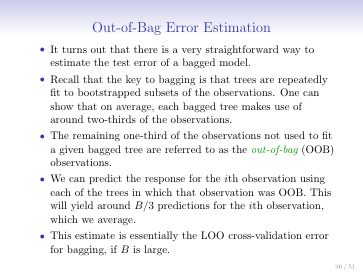 Out-of-Bag Error Estimation
• It turns out that there is a very straightforward way to
estimate the test error of a bagged model.
• Recall that the key to bagging is that trees are repeatedly
fit to bootstrapped subsets of the observations. One can
show that on average, each bagged tree makes use of
around two-thirds of the observations.
• The remaining one-third of the observations not used to fit
a given bagged tree are referred to as the out-of-bag (OOB)
observations.
• We can predict the response for the ith observation using
each of the trees in which that observation was OOB. This
will yield around B/3 predictions for the ith observation,
which we average.
• This estimate is essentially the LOO cross-validation error
for bagging, if B is large.
36 / 51